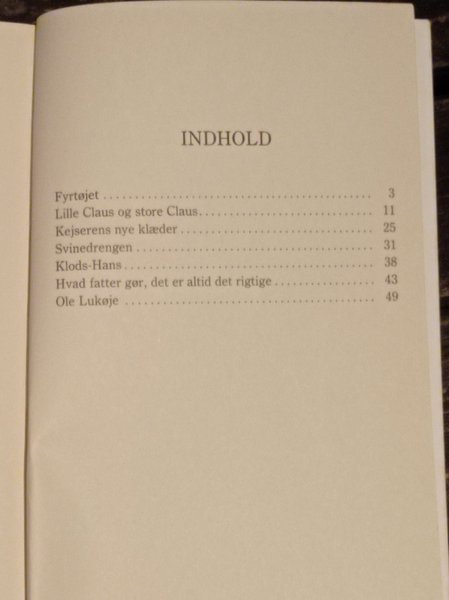 INDHOLD
Fyrtøjet 3
Lille Claus og store Claus 11
Kejserens nye klæder 25
Svinedrengen 31
Klods-Hans 38
Hvad fatter gør, det er altid det rigtige 43
Ole Lukøje 49